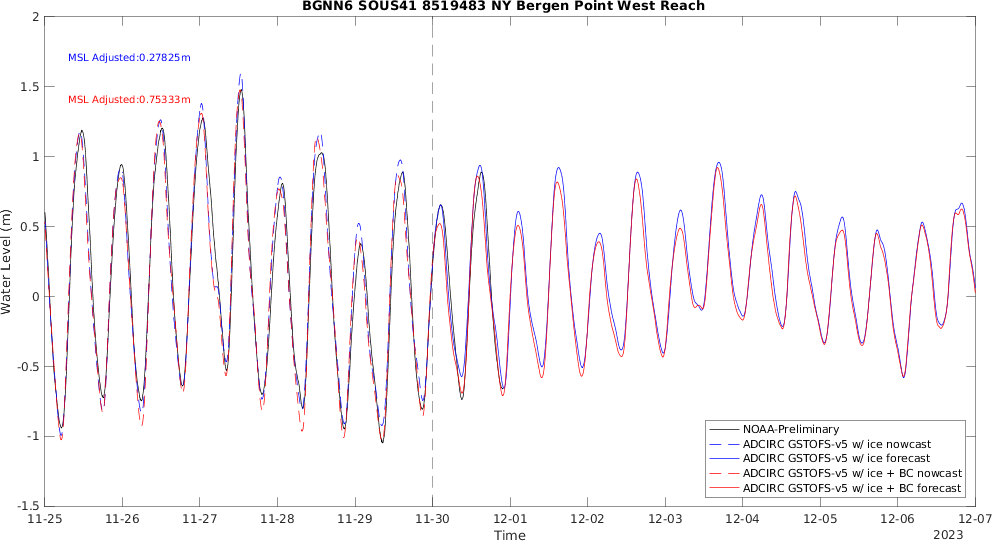 BGNN6 SOUS41 8519483 NY Bergen Point West Reach
2
MSL Adjusted:0.27825m
1.5
MSL Adjusted:0.75333m
1
0.5
Water Level (m)
0
-0.5
-1
-1.5
NOAA-Preliminary
ADCIRC GSTOFS-v5 w/ ice nowcast
ADCIRC GSTOFS-v5 w/ ice forecast
ADCIRC GSTOFS-v5 w/ ice + BC nowcast
ADCIRC GSTOFS-v5 w/ ice + BC forecast
11-25 11-26 11-27 11-28 11-29 11-30 12-01 12-02 12-03 12-04 12-05 12-06 12-07
Time
2023